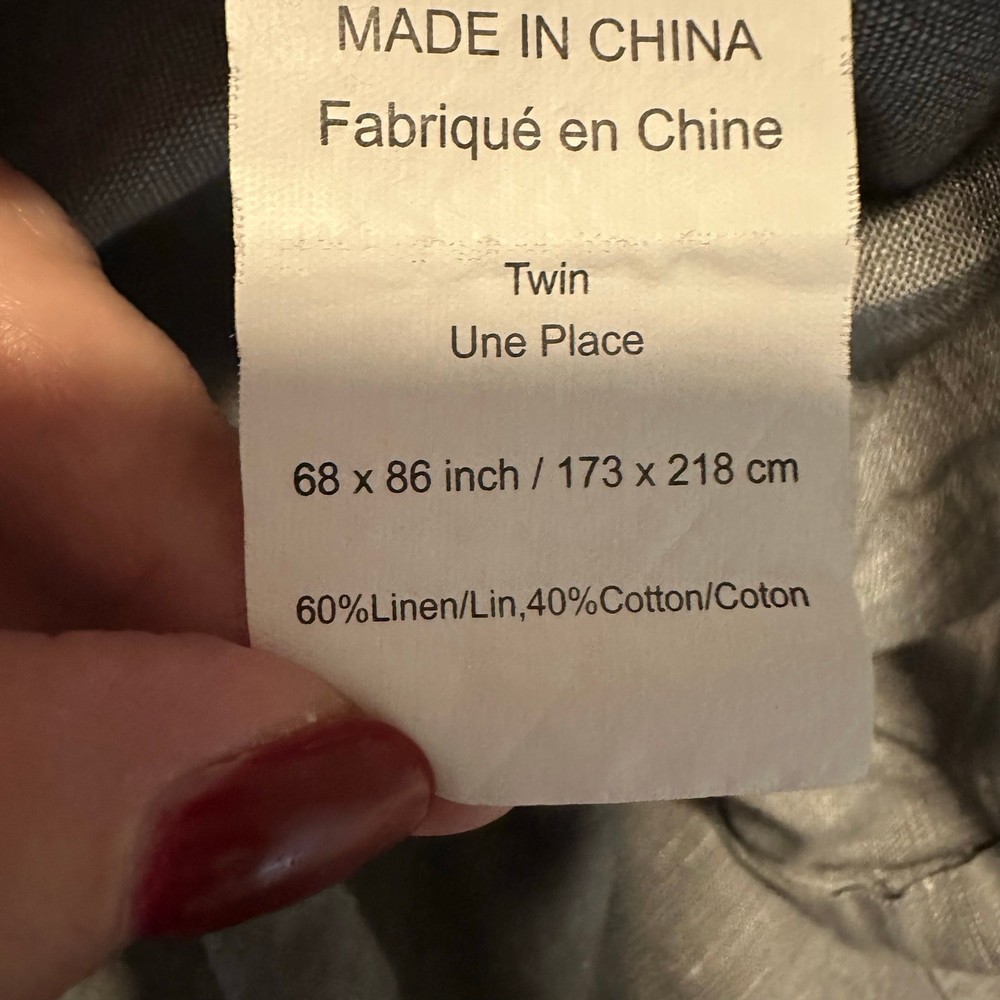 MADE IN CHINA
Fabriqué en Chine
Twin
Une Place
68 x 86 inch / 173 x 218 cm
60%Linen/Lin,40%Cotton/Coton